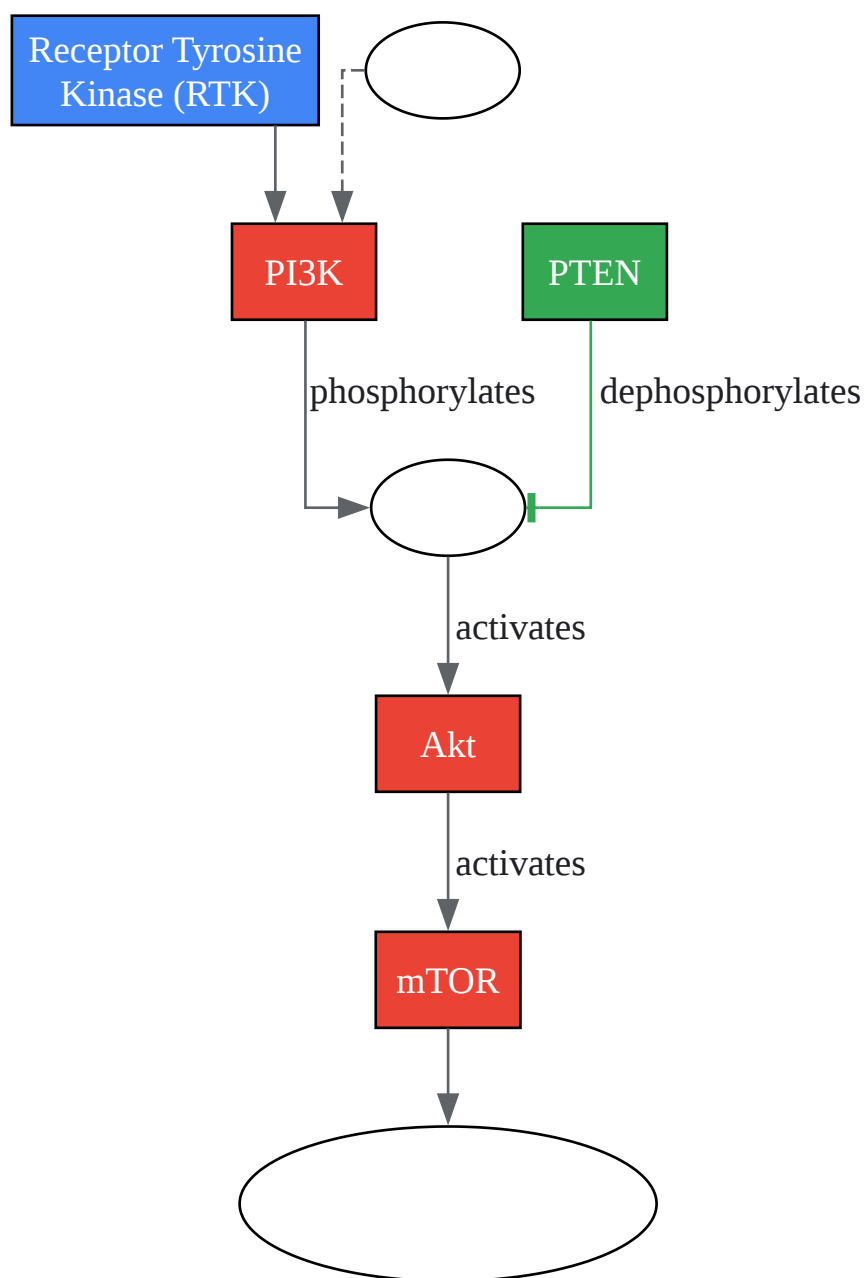 Receptor Tyrosine
Kinase (RTK)
PI3K
PTEN
phosphorylates
dephosphorylates
activates
Akt
activates
mTOR